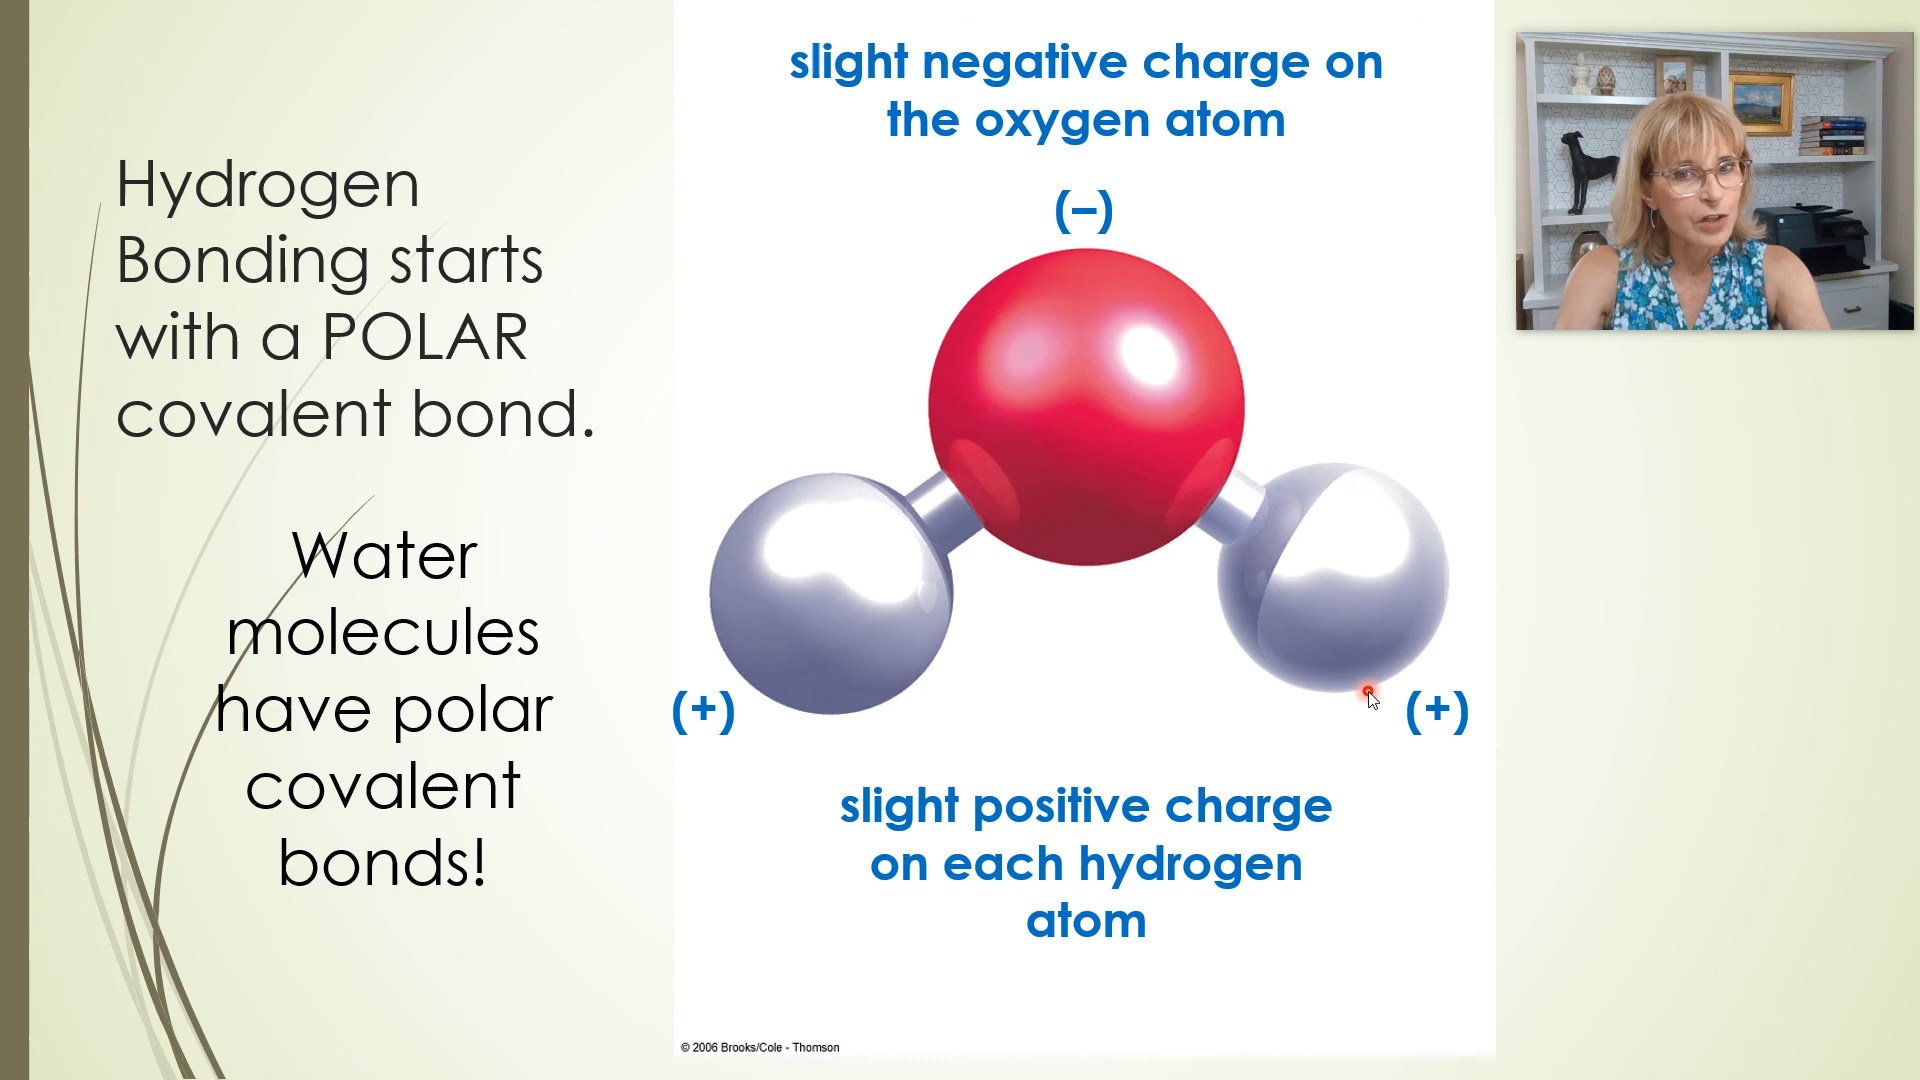 Hydrogen
Bonding starts
with a POLAR
covalent bond.
Water
molecules
have polar
covalent
bonds!
slight negative charge on
the oxygen atom
(–)
(+)
(+)
slight positive charge
on each hydrogen
atom
© 2006 Brooks/Cole - Thomson